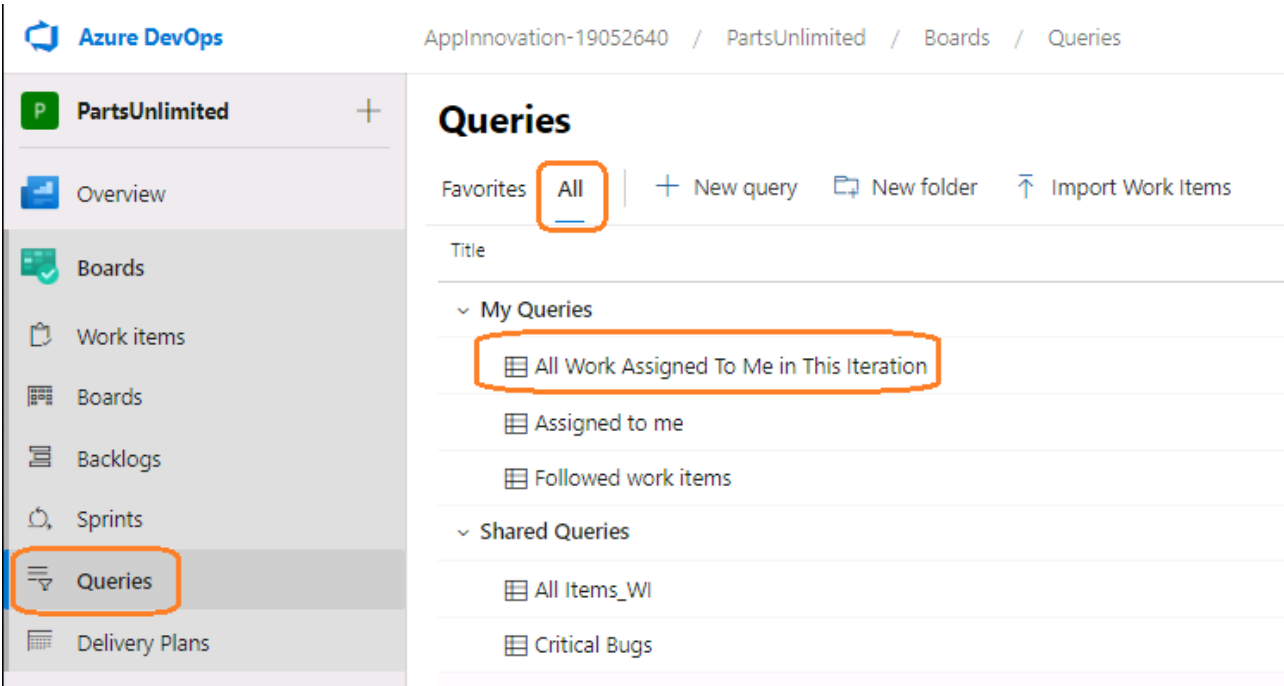 Azure DevOps
AppInnovation-19052640 / PartsUnlimited / Boards / Queries
P PartsUnlimited
Overview
Boards
Work items
Boards
Backlogs
Sprints
Queries
Delivery Plans
Queries
Favorites All New query New folder Import Work Items
Title
My Queries
All Work Assigned To Me in This Iteration
Assigned to me
Followed work items
Shared Queries
All Items_WI
Critical Bugs